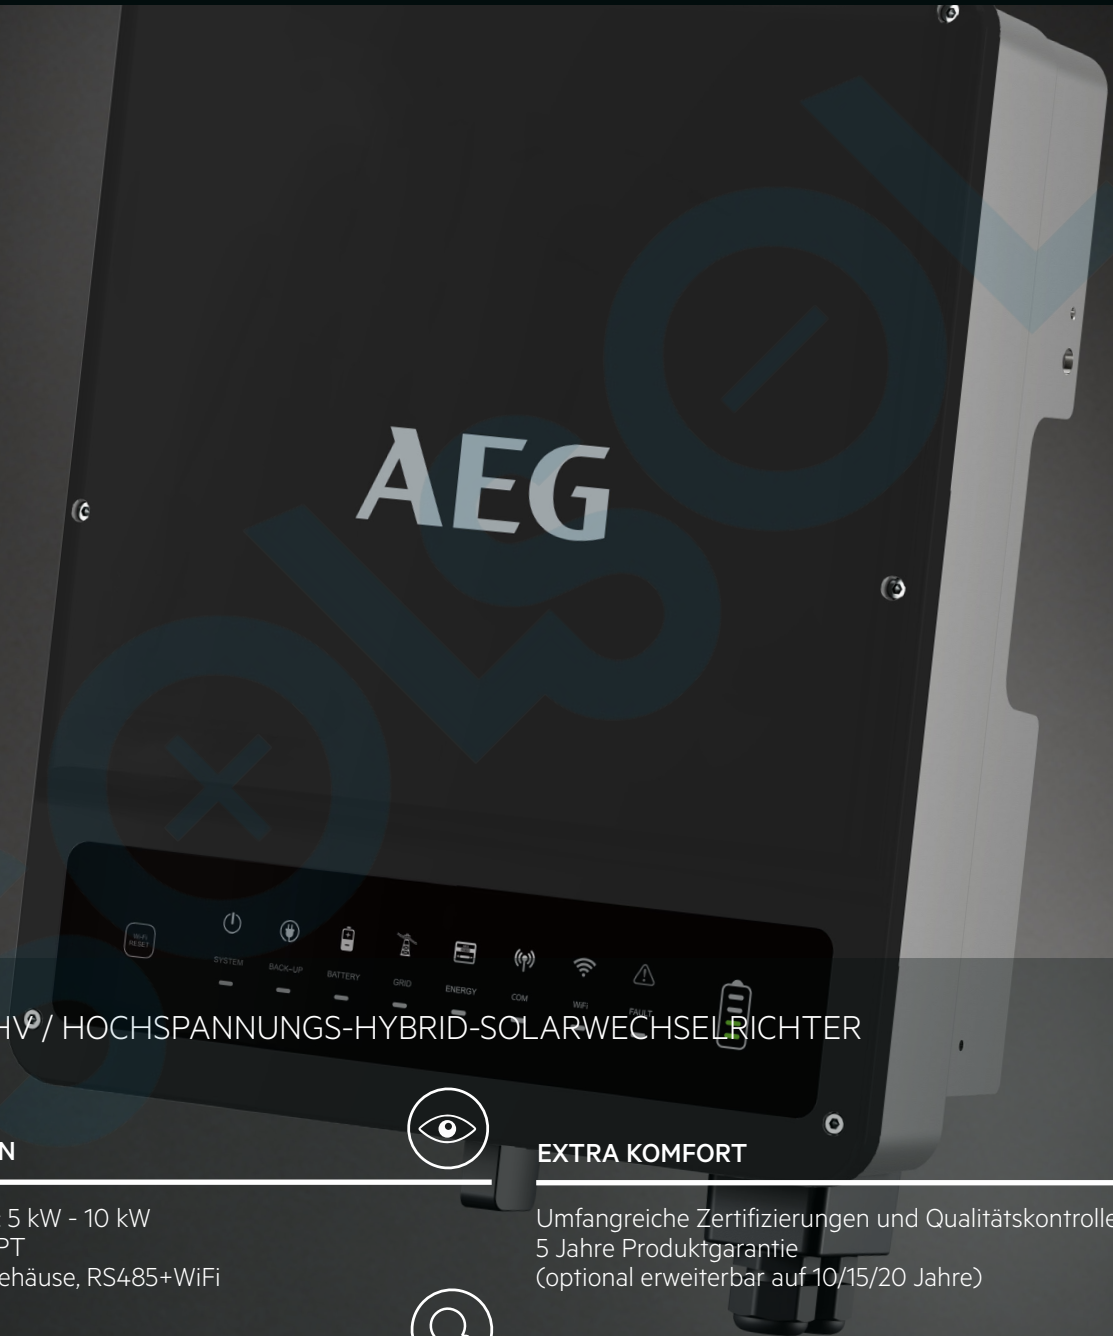 AEG
Wi-Fi
RESET
SYSTEM
BACK-UP
BATTERY
GRID
ENERGY
COM
WiFi
FAULT
HV / HOCHSPANNUNGS-HYBRID-SOLARWECHSELRICHTER
N
EXTRA KOMFORT
: 5 kW - 10 kW
PT
ehäuse, RS485+WiFi
Umfangreiche Zertifizierungen und Qualitätskontrolle
5 Jahre Produktgarantie
(optional erweiterbar auf 10/15/20 Jahre)